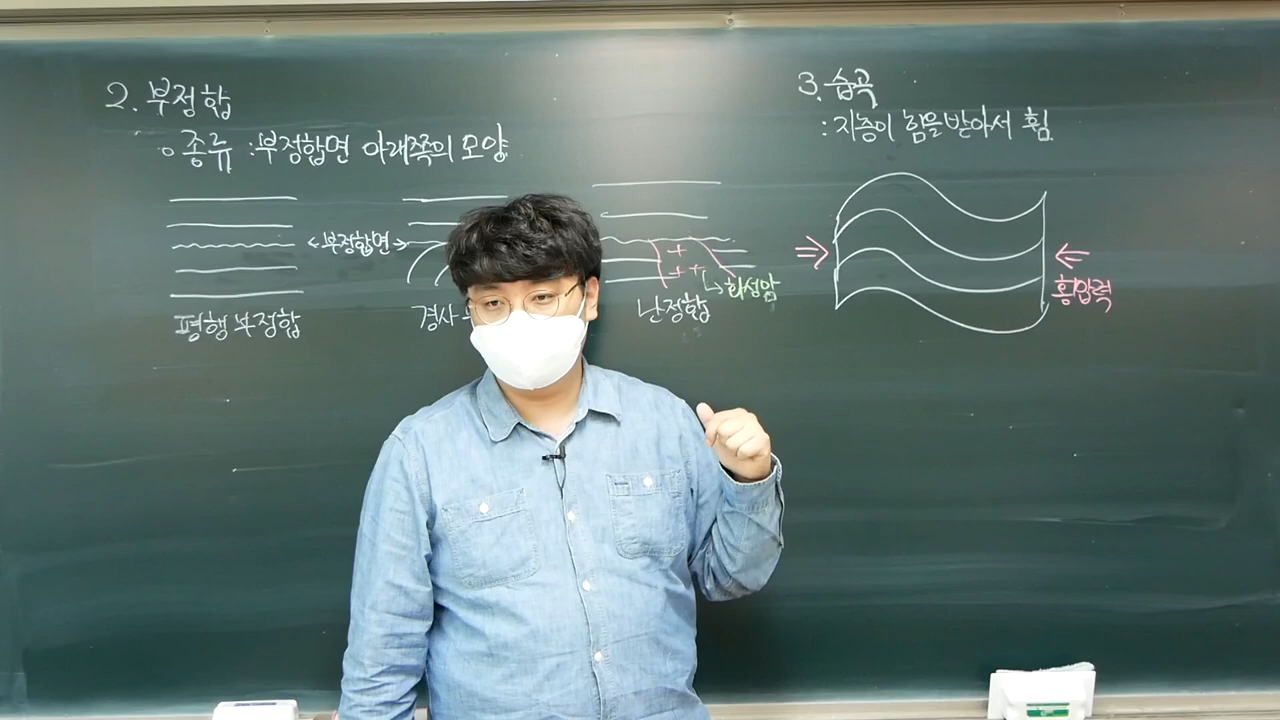 2. 부정합
○ 종류 : 부정합면 아래쪽의 모양
← 부정합면 →
평행 부정합
경사
난정합
화성암
3. 습곡
: 지층이 힘을 받아서 휨
횡압력